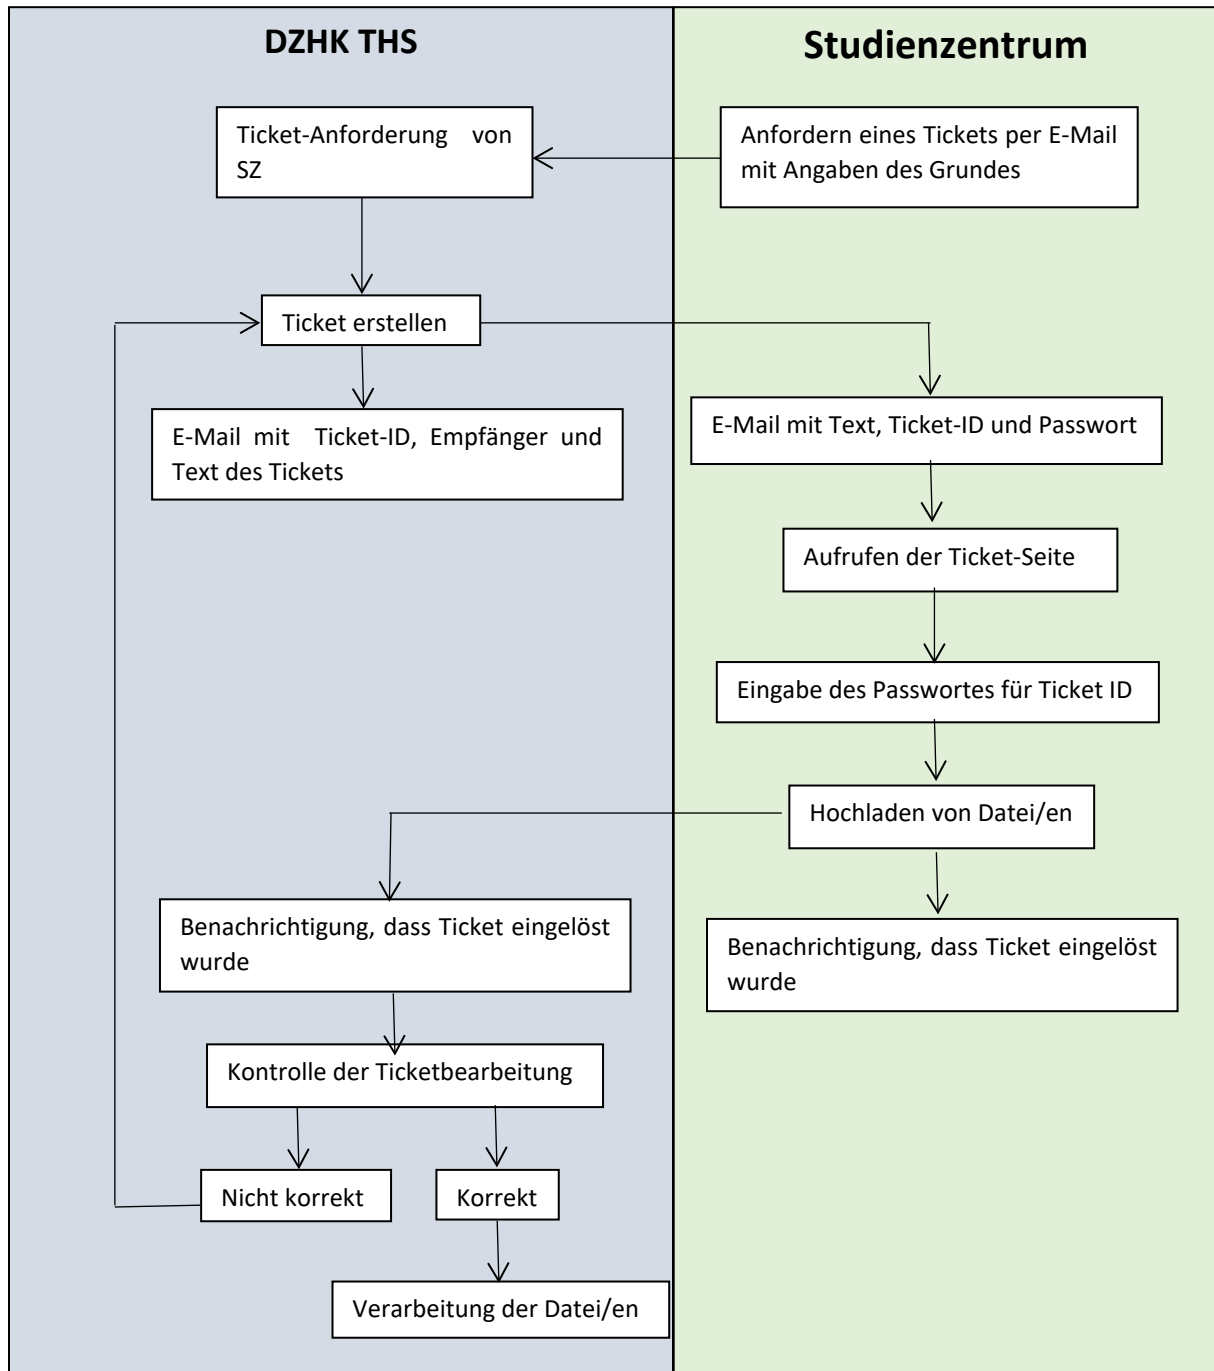 DZHK THS
Studienzentrum
Ticket-Anforderung von
SZ
Anfordern eines Tickets per E-Mail
mit Angaben des Grundes
Ticket erstellen
E-Mail mit Ticket-ID, Empfänger und
Text des Tickets
E-Mail mit Text, Ticket-ID und Passwort
Aufrufen der Ticket-Seite
Eingabe des Passwortes für Ticket ID
Hochladen von Datei/en
Benachrichtigung, dass Ticket eingelöst
wurde
Benachrichtigung, dass Ticket eingelöst
wurde
Kontrolle der Ticketbearbeitung
Nicht korrekt
Korrekt
Verarbeitung der Datei/en